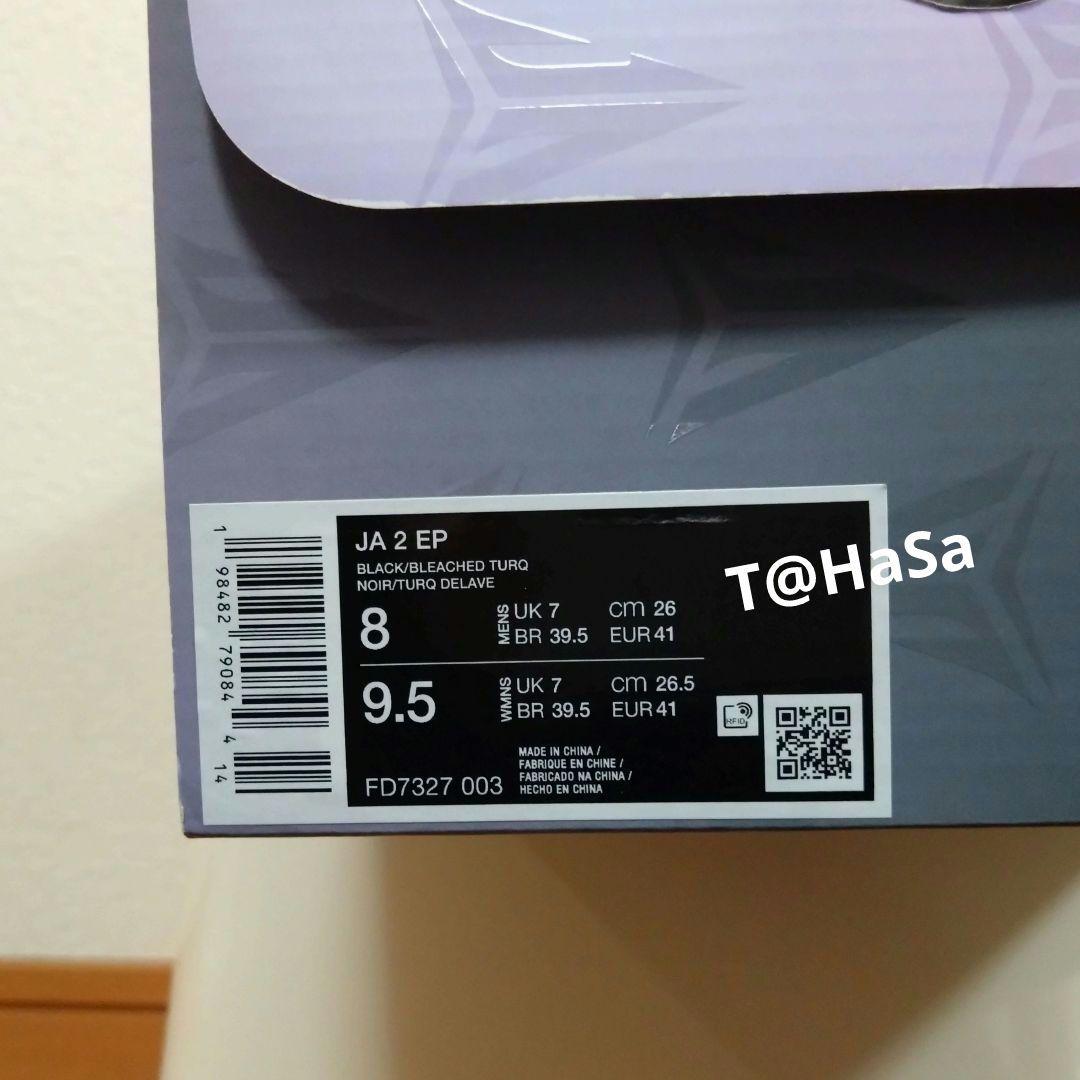 JA 2 EP
BLACK/BLEACHED TURQ
NOIR/TURQ DELAVE
8 MENS UK 7 cm 26
BR 39.5 EUR 41
9.5 WMNS UK 7 cm 26.5
BR 39.5 EUR 41
RFID
MADE IN CHINA /
FABRIQUE EN CHINE /
FABRICADO NA CHINA /
HECHO EN CHINA
FD7327 003
1 98482 79084 4 14
T@HaSa